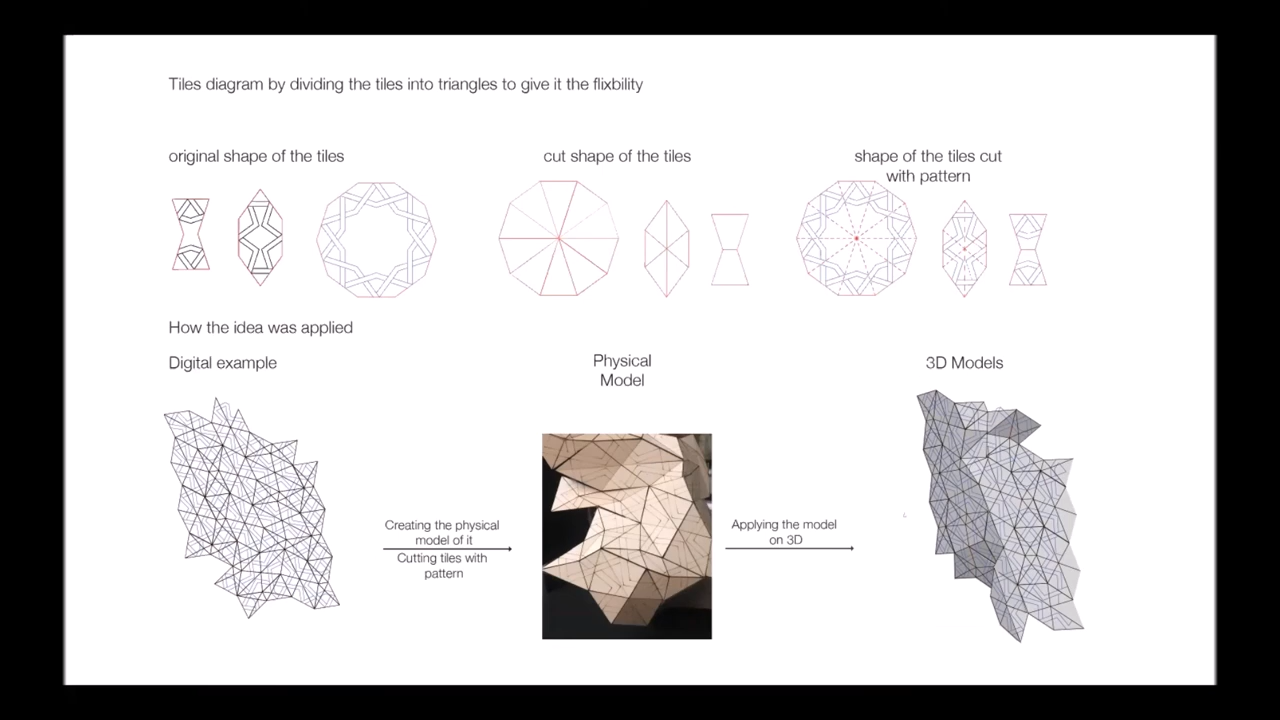 Tiles diagram by dividing the tiles into triangles to give it the flixbility
original shape of the tiles
cut shape of the tiles
shape of the tiles cut
with pattern
How the idea was applied
Digital example
Physical
Model
3D Models
Creating the physical
model of it
Cutting tiles with
pattern
Applying the model
on 3D